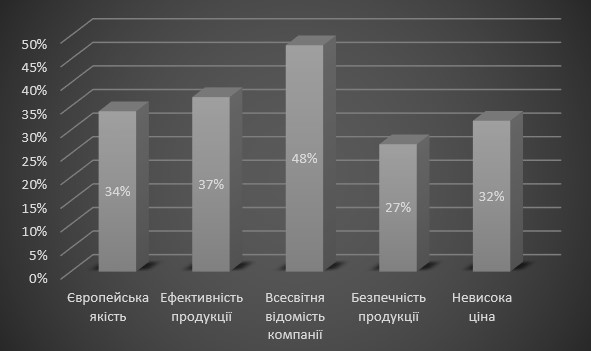 50%
45%
40%
35%
30%
25%
20%
15%
10%
5%
0%
34%
37%
48%
27%
32%
Європейська
якість
Ефективність
продукції
Всесвітня
відомість
компанії
Безпечність
продукції
Невисока
ціна